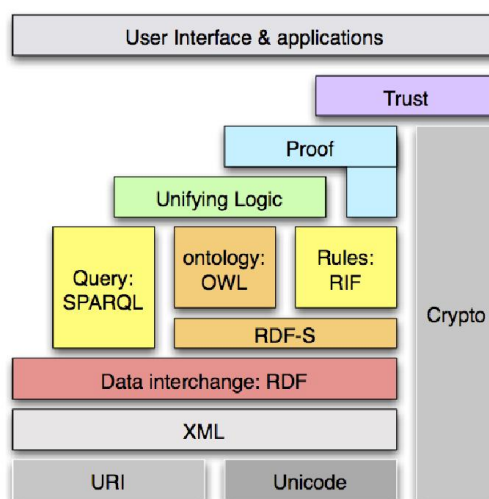 User Interface & applications
Trust
Proof
Unifying Logic
Query:
SPARQL
ontology:
OWL
Rules:
RIF
Crypto
RDF-S
Data interchange: RDF
XML
URI
Unicode